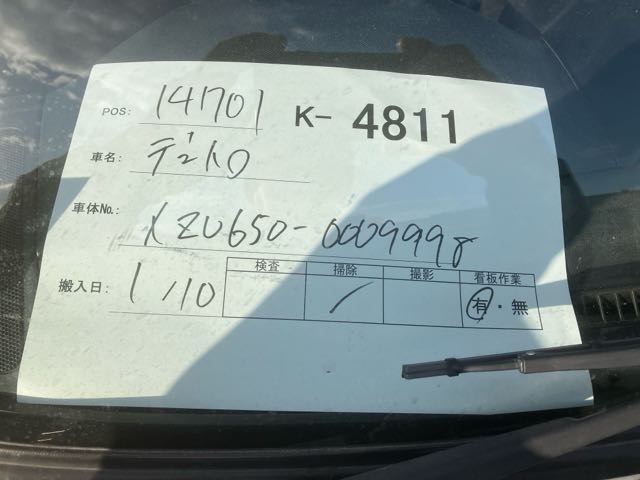 POS: 141701 K- 4811
車名: デュトロ
車体No.: XZU650-0009998
搬入日: 1/10
検査 掃除 撮影 看板作業
/ 有・無